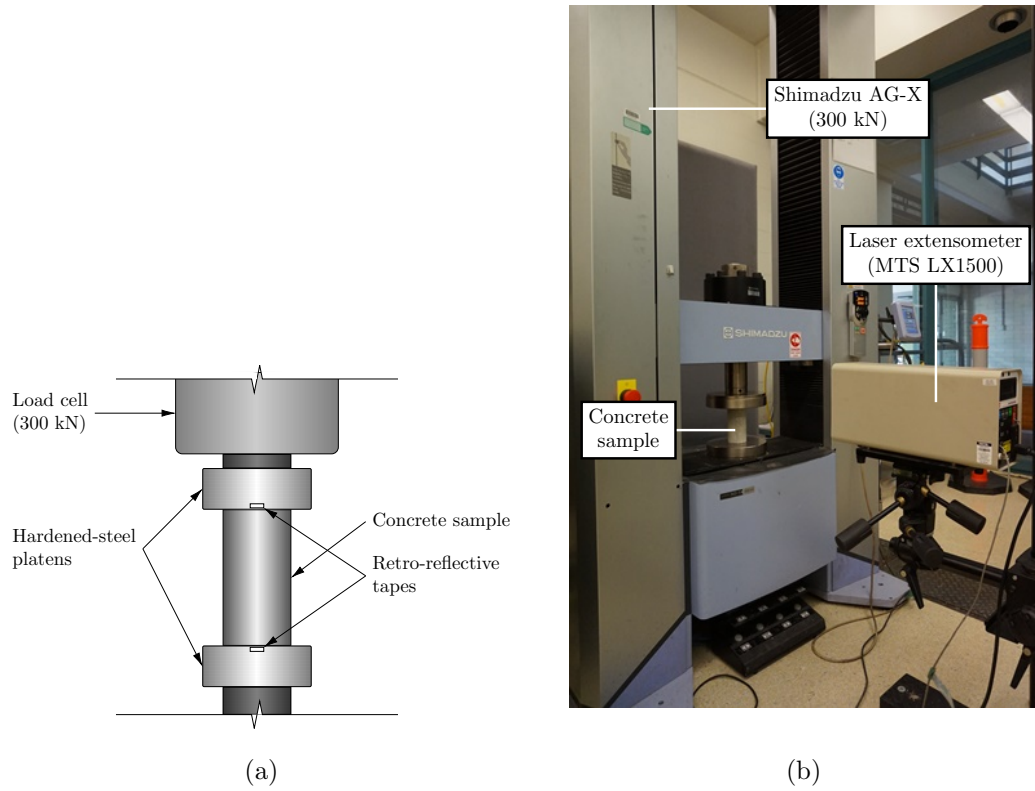 Load cell
(300 kN)
Hardened-steel
platens
Concrete sample
Retro-reflective
tapes
(a)
Shimadzu AG-X
(300 kN)
Laser extensometer
(MTS LX1500)
SHIMADZU
Concrete
sample
(b)